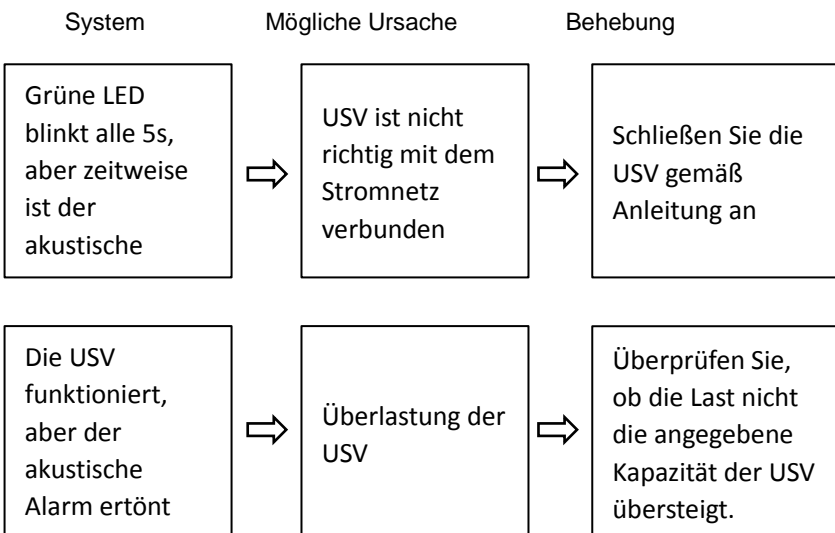 System Mögliche Ursache Behebung
Grüne LED
blinkt alle 5s,
aber zeitweise
ist der
akustische
USV ist nicht
richtig mit dem
Stromnetz
verbunden
Schließen Sie die
USV gemäß
Anleitung an
Die USV
funktioniert,
aber der
akustische
Alarm ertönt
Überlastung der
USV
Überprüfen Sie,
ob die Last nicht
die angegebene
Kapazität der USV
übersteigt.